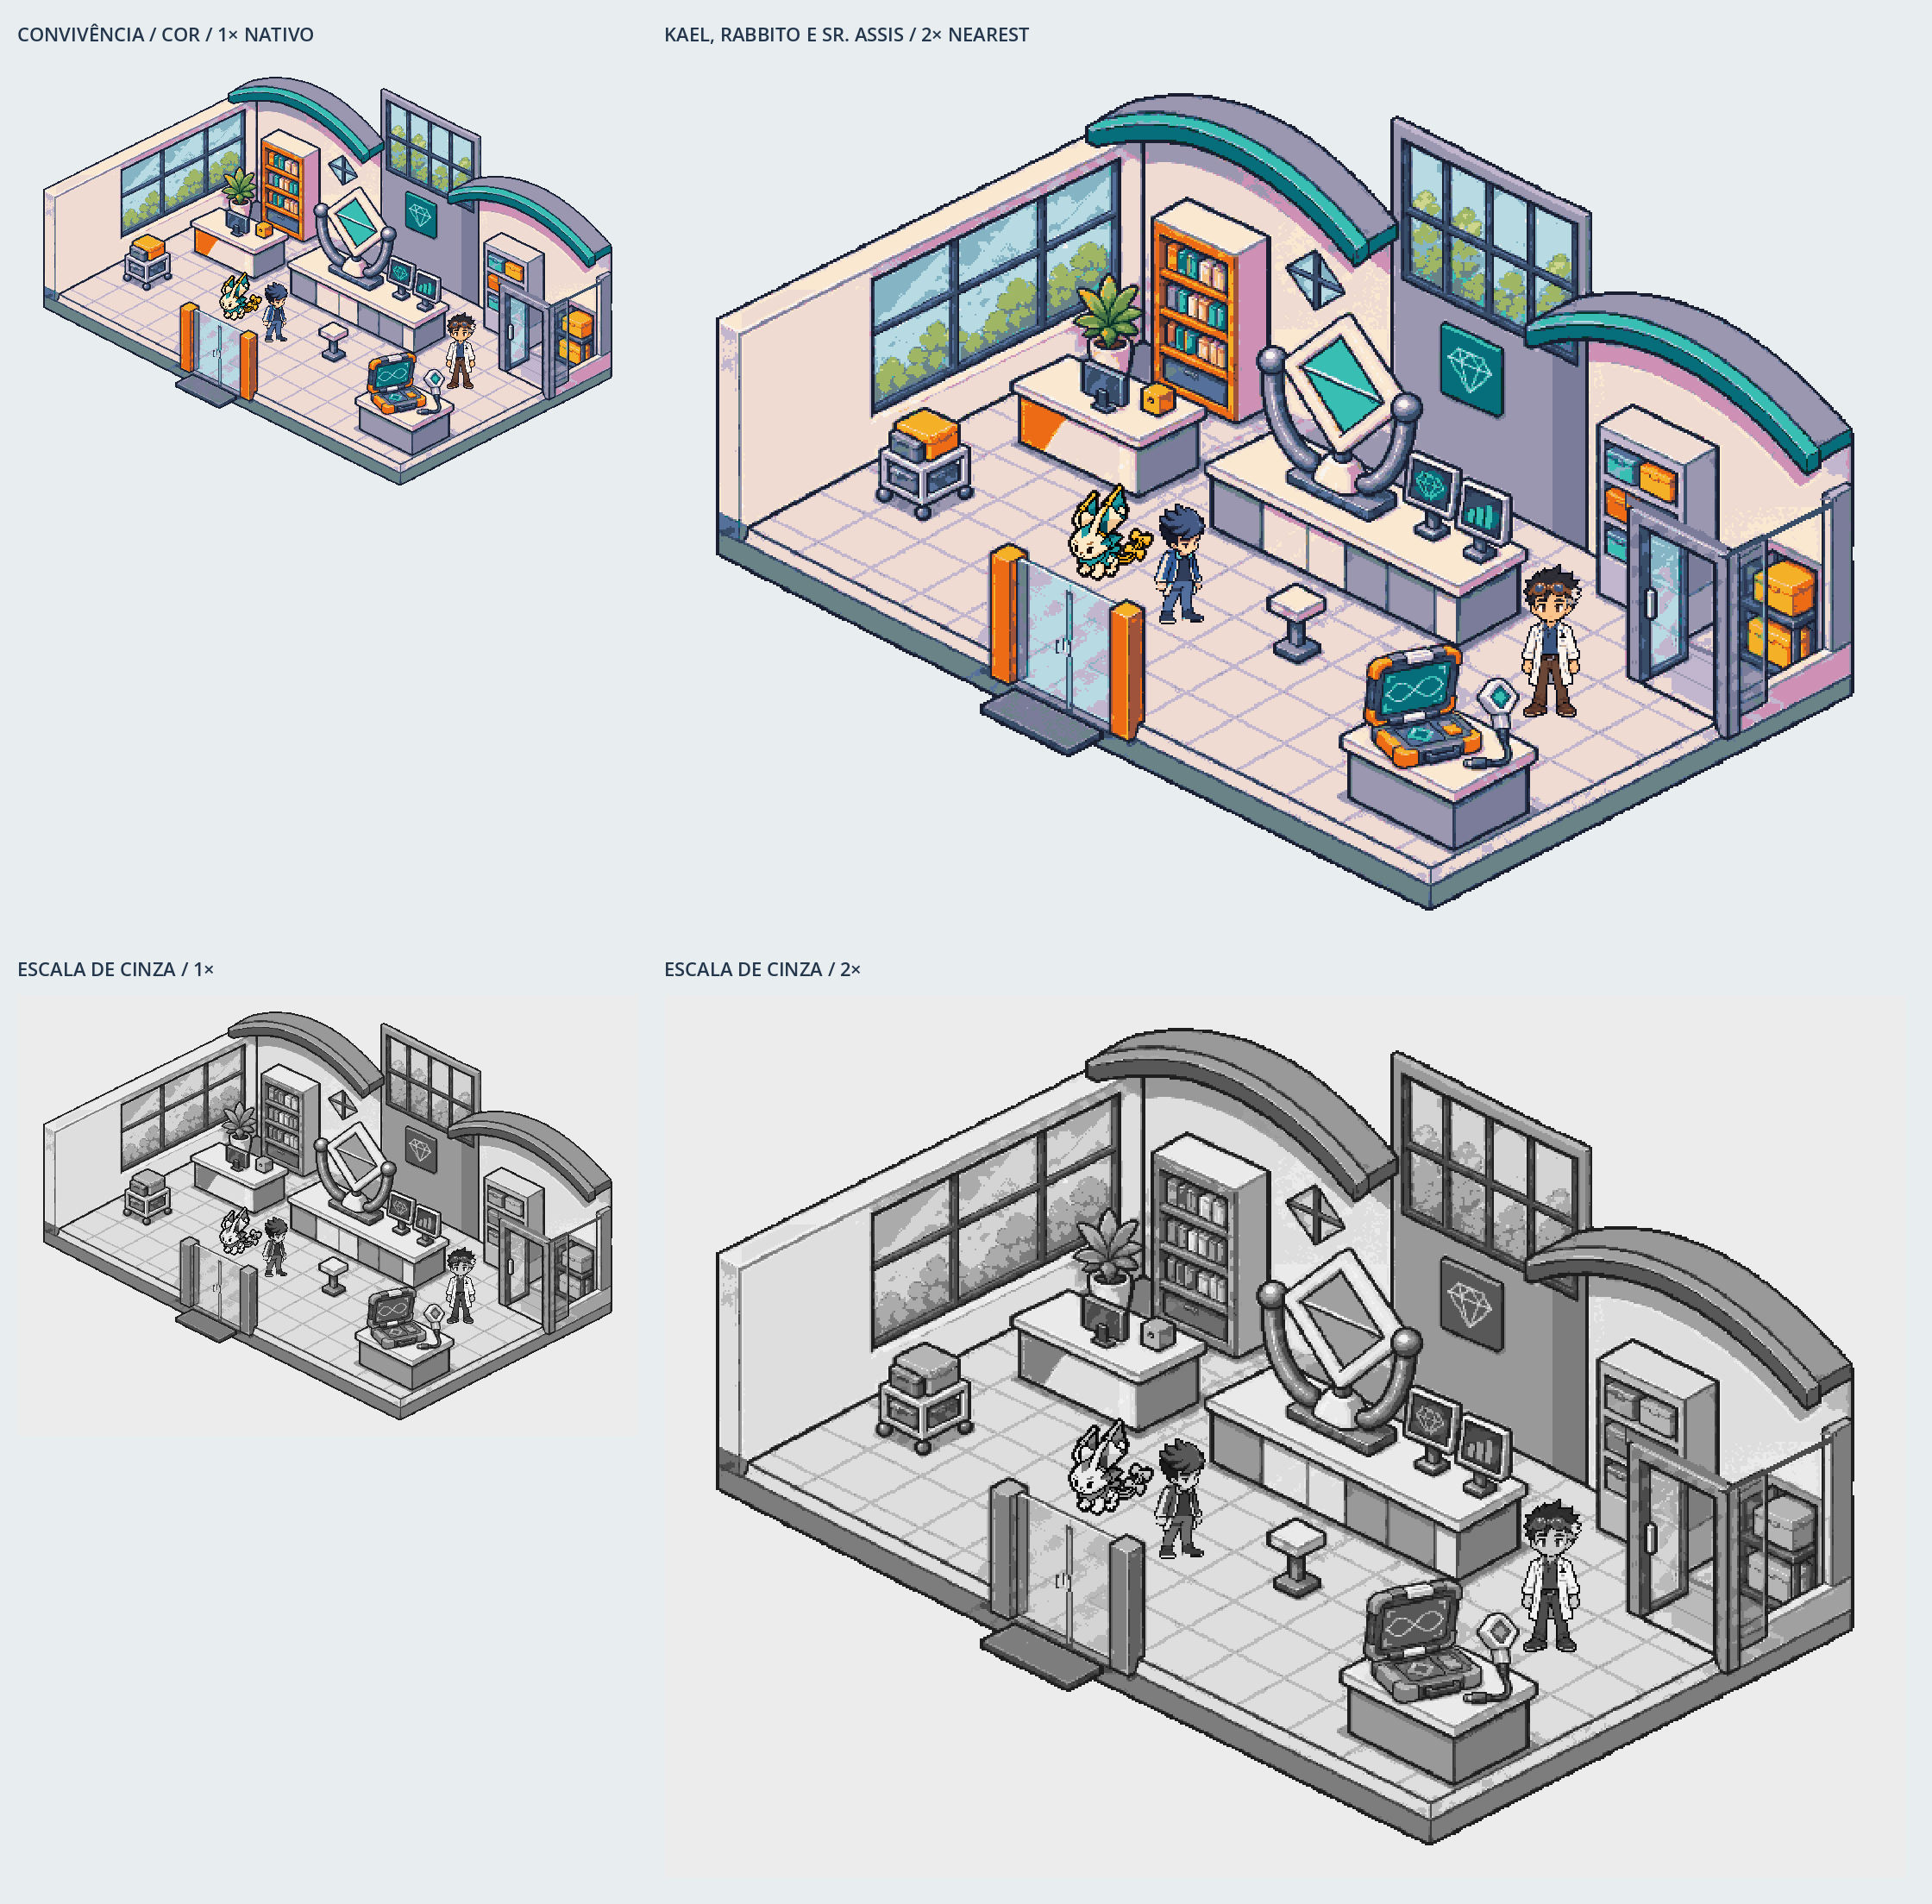 CONVIVÊNCIA / COR / 1× NATIVO
KAEL, RABBITO E SR. ASSIS / 2× NEAREST
ESCALA DE CINZA / 1×
ESCALA DE CINZA / 2×